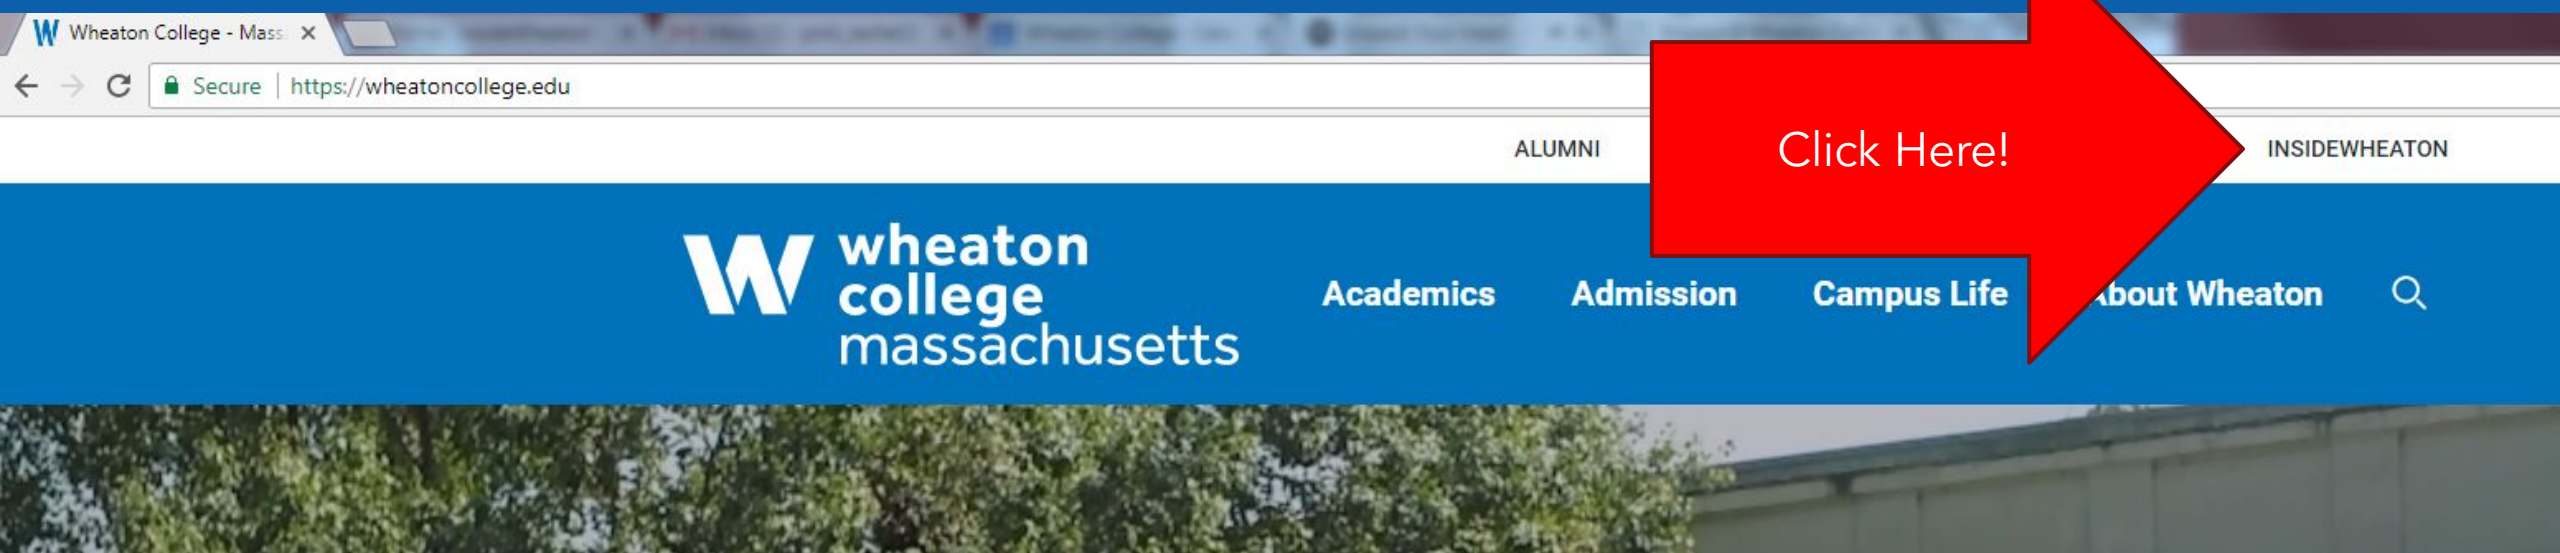 Wheaton College - Mass
Secure | https://wheatoncollege.edu
ALUMNI
Click Here!
INSIDEWHEATON
wheaton
college
massachusetts
Academics Admission Campus Life About Wheaton